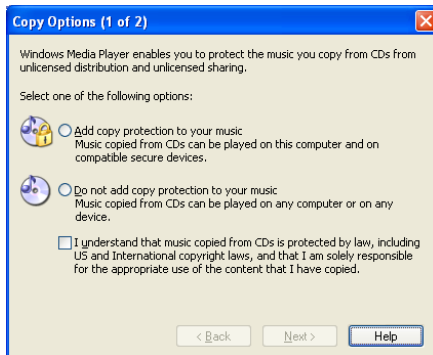 Copy Options (1 of 2)
Windows Media Player enables you to protect the music you copy from CDs from
unlicensed distribution and unlicensed sharing.
Select one of the following options:
Add copy protection to your music
Music copied from CDs can be played on this computer and on
compatible secure devices.
Do not add copy protection to your music
Music copied from CDs can be played on any computer or on any
device.
I understand that music copied from CDs is protected by law, including
US and International copyright laws, and that I am solely responsible
for the appropriate use of the content that I have copied.
< Back Next > Help